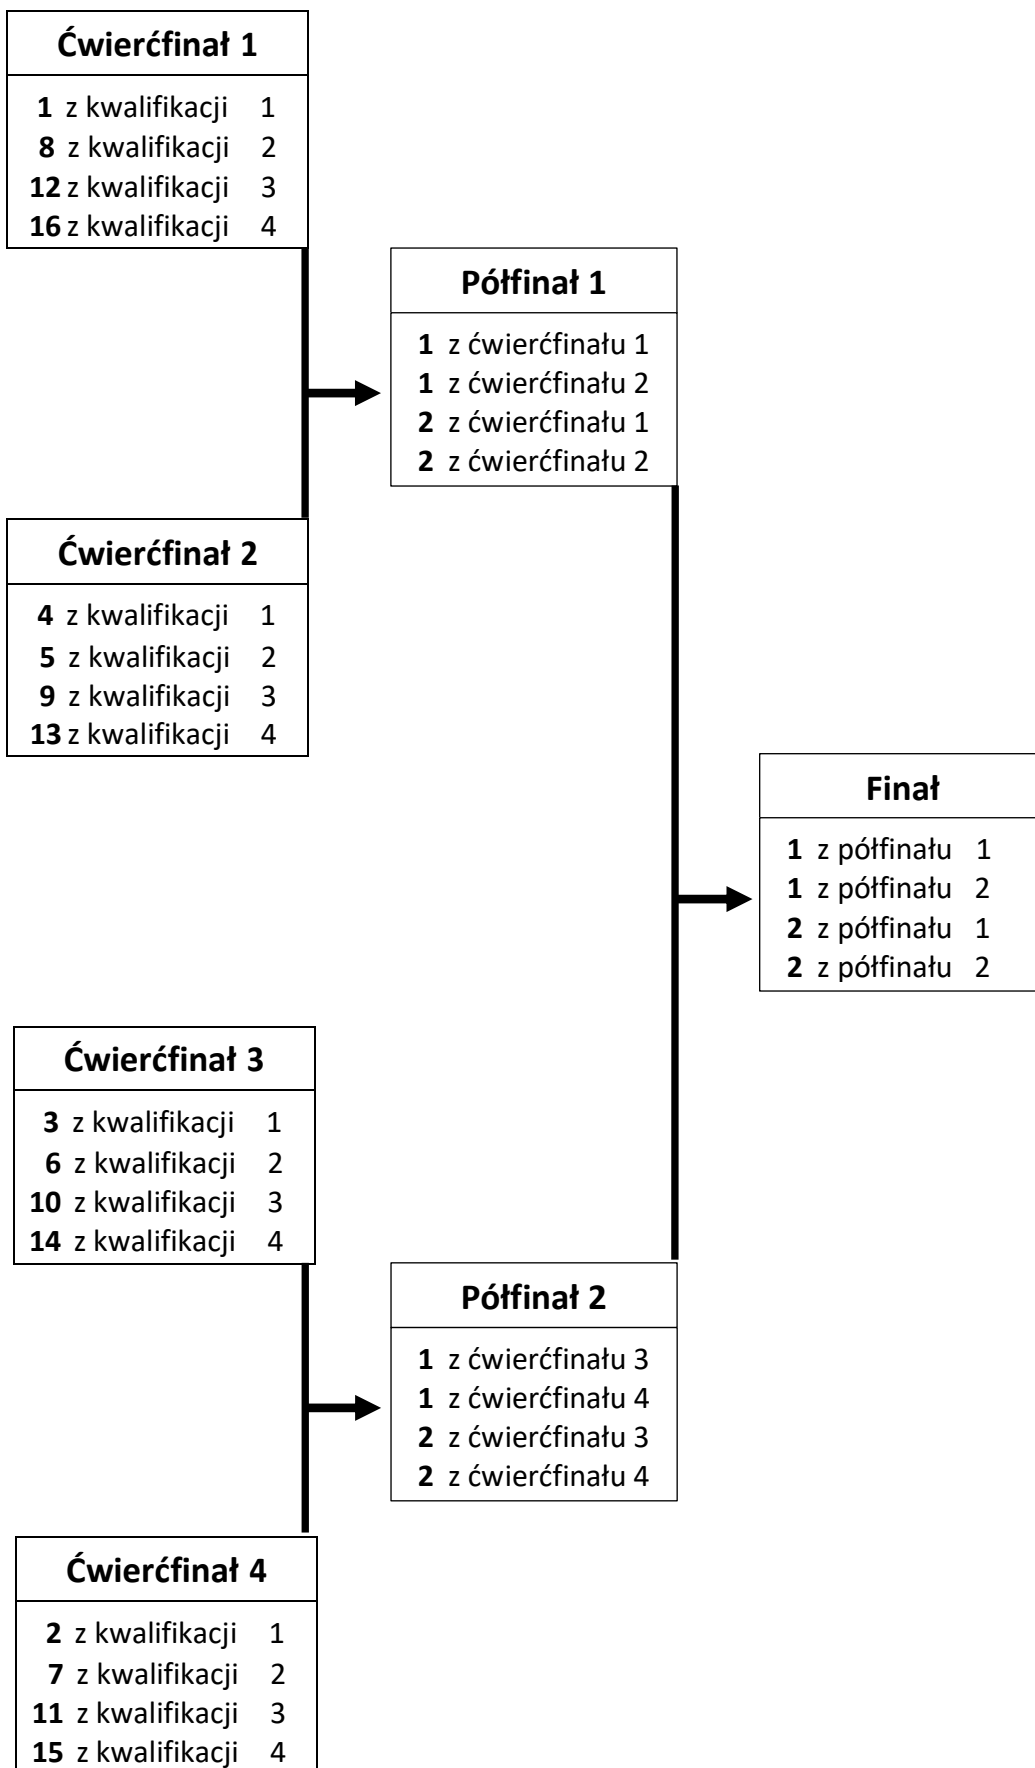 Ćwierćfinał 1
1 z kwalifikacji 1
8 z kwalifikacji 2
12 z kwalifikacji 3
16 z kwalifikacji 4
Półfinał 1
1 z ćwierćfinału 1
1 z ćwierćfinału 2
2 z ćwierćfinału 1
2 z ćwierćfinału 2
Ćwierćfinał 2
4 z kwalifikacji 1
5 z kwalifikacji 2
9 z kwalifikacji 3
13 z kwalifikacji 4
Finał
1 z półfinału 1
1 z półfinału 2
2 z półfinału 1
2 z półfinału 2
Ćwierćfinał 3
3 z kwalifikacji 1
6 z kwalifikacji 2
10 z kwalifikacji 3
14 z kwalifikacji 4
Półfinał 2
1 z ćwierćfinału 3
1 z ćwierćfinału 4
2 z ćwierćfinału 3
2 z ćwierćfinału 4
Ćwierćfinał 4
2 z kwalifikacji 1
7 z kwalifikacji 2
11 z kwalifikacji 3
15 z kwalifikacji 4